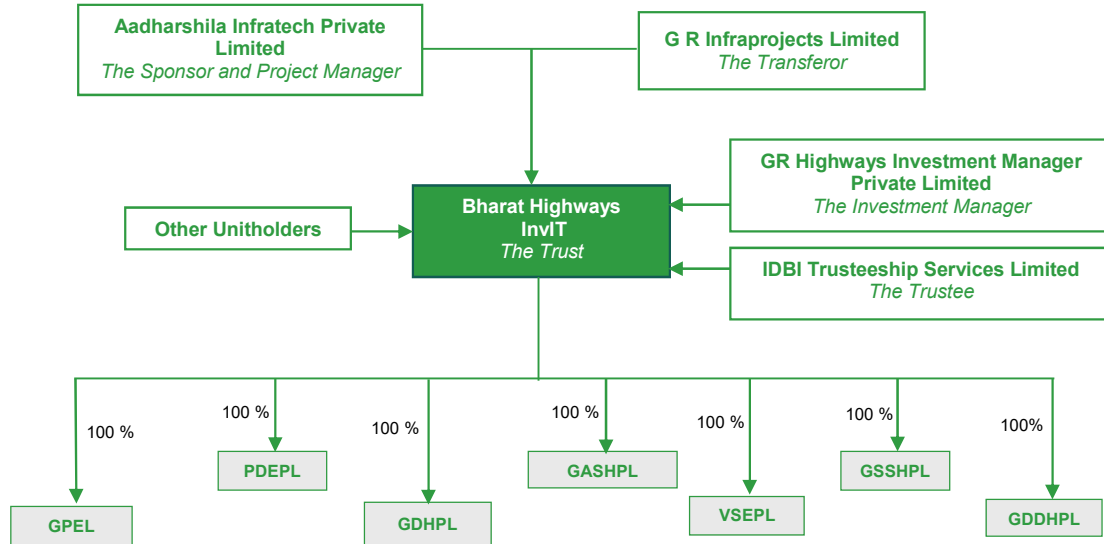 Aadharshila Infratech Private
Limited
The Sponsor and Project Manager
G R Infraprojects Limited
The Transferor
GR Highways Investment Manager
Private Limited
The Investment Manager
Other Unitholders
Bharat Highways
InvIT
The Trust
IDBI Trusteeship Services Limited
The Trustee
100 %
100 %
100 %
100 %
100 %
100 %
100%
GPEL
PDEPL
GDHPL
GASHPL
VSEPL
GSSHPL
GDDHPL